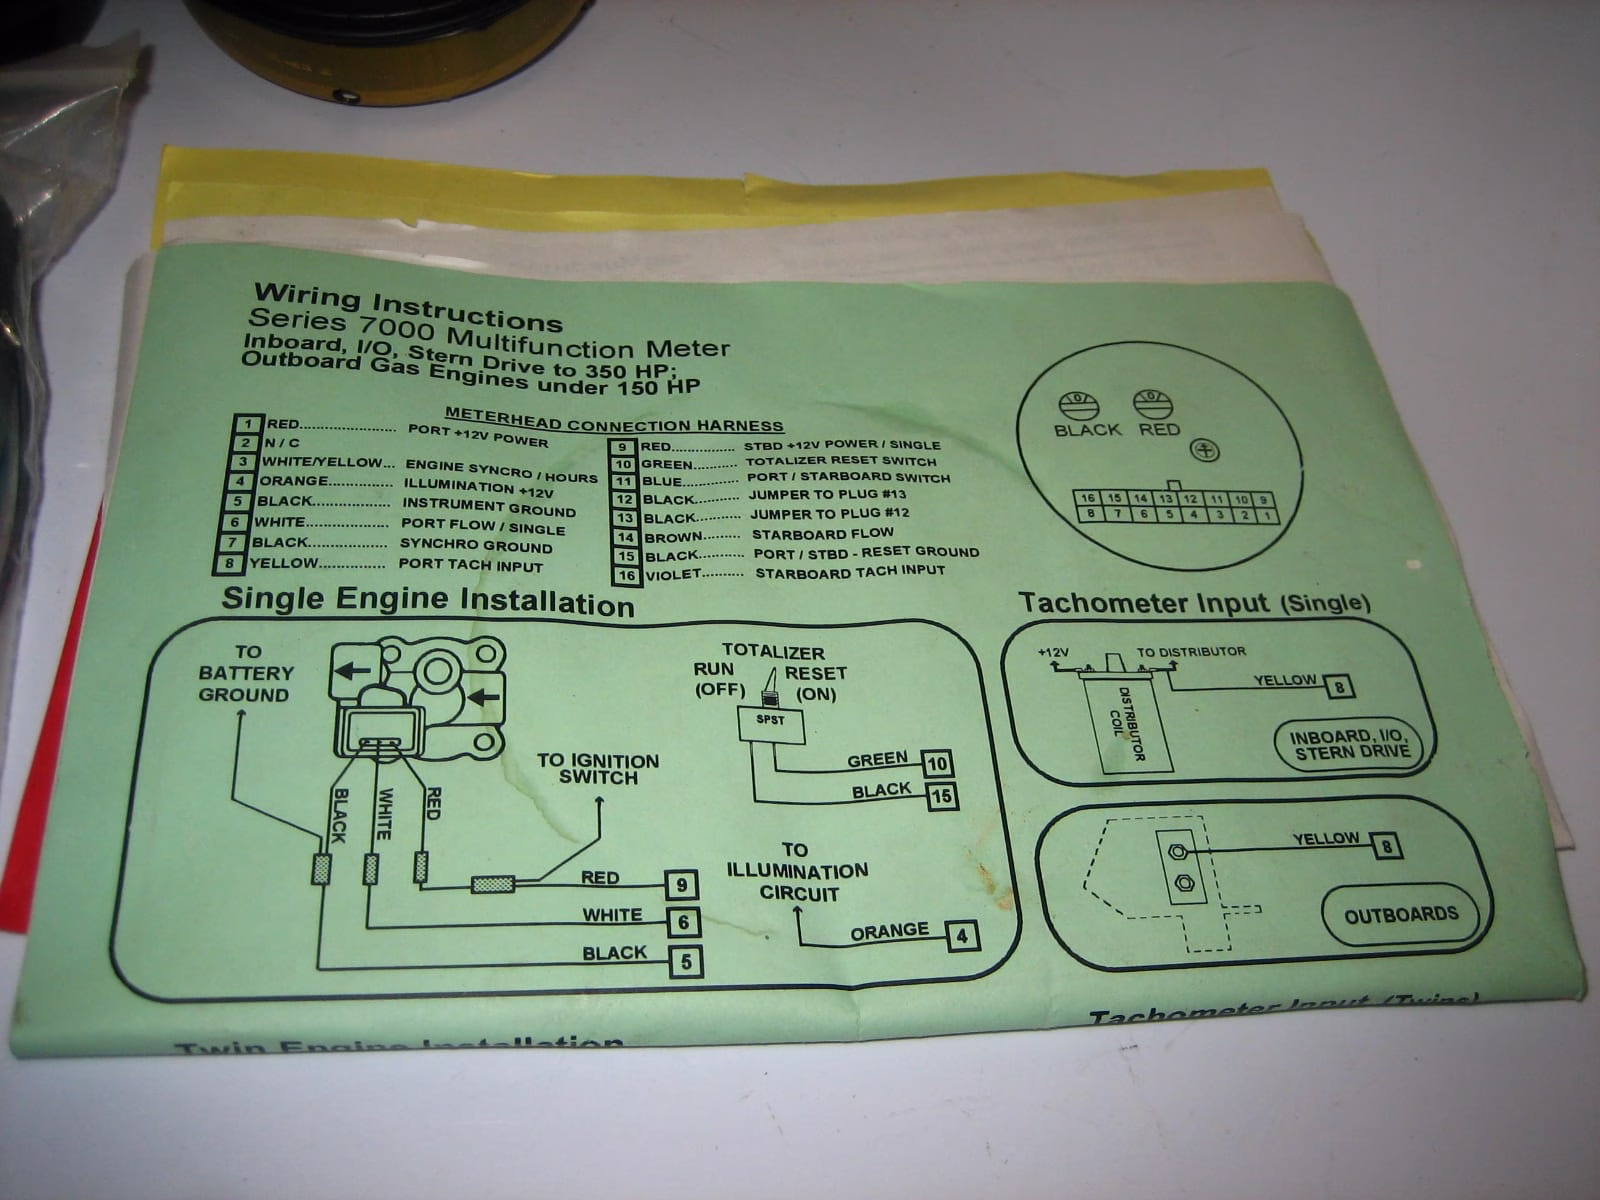 Wiring Instructions
Series 7000 Multifunction Meter
Inboard, I/O, Stern Drive to 350 HP;
Outboard Gas Engines under 150 HP
METERHEAD CONNECTION HARNESS
1 RED...................... PORT +12V POWER
2 N / C
3 WHITE/YELLOW... ENGINE SYNCRO / HOURS
4 ORANGE................ ILLUMINATION +12V
5 BLACK................... INSTRUMENT GROUND
6 WHITE................... PORT FLOW / SINGLE
7 BLACK................... SYNCHRO GROUND
8 YELLOW................ PORT TACH INPUT
9 RED............... STBD +12V POWER / SINGLE
10 GREEN.......... TOTALIZER RESET SWITCH
11 BLUE............. PORT / STARBOARD SWITCH
12 BLACK........... JUMPER TO PLUG #13
13 BLACK........... JUMPER TO PLUG #12
14 BROWN......... STARBOARD FLOW
15 BLACK........... PORT / STBD - RESET GROUND
16 VIOLET.......... STARBOARD TACH INPUT
BLACK RED
16 15 14 13 12 11 10 9
8 7 6 5 4 3 2 1
Single Engine Installation
TO
BATTERY
GROUND
BLACK
WHITE
RED
TO IGNITION
SWITCH
RED 9
WHITE 6
BLACK 5
TOTALIZER
RUN RESET
(OFF) (ON)
SPST
GREEN 10
BLACK 15
TO
ILLUMINATION
CIRCUIT
ORANGE 4
Tachometer Input (Single)
+12V TO DISTRIBUTOR
YELLOW 8
DISTRIBUTOR
COIL
INBOARD, I/O,
STERN DRIVE
YELLOW 8
OUTBOARDS
Twin Engine Installation
Tachometer Input (Twins)